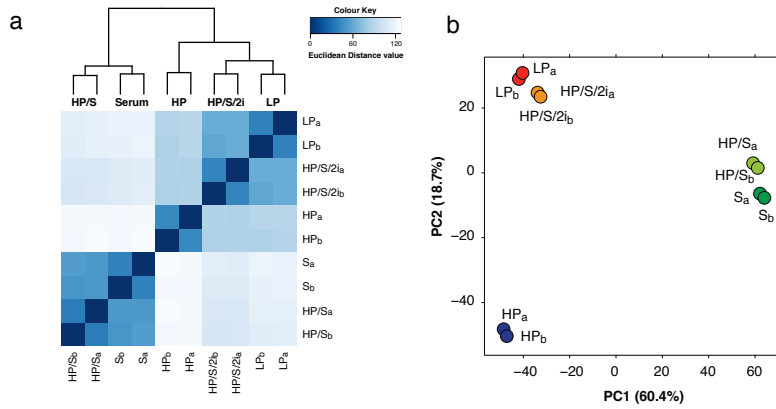 a
Colour Key
0 60 120
Euclidean Distance value
HP/S Serum HP HP/S/2i LP
LPa
LPb
HP/S/2ia
HP/S/2ib
HPa
HPb
Sa
Sb
HP/Sa
HP/Sb
HP/Sb HP/Sa Sb Sa HPb HPa HP/S/2ib HP/S/2ia LPb LPa
b
PC2 (18.7%)
20
0
−20
−40
LPa
LPb
HP/S/2ia
HP/S/2ib
HP/Sa
HP/Sb
Sa
Sb
HPa
HPb
−40 −20 0 20 40 60
PC1 (60.4%)